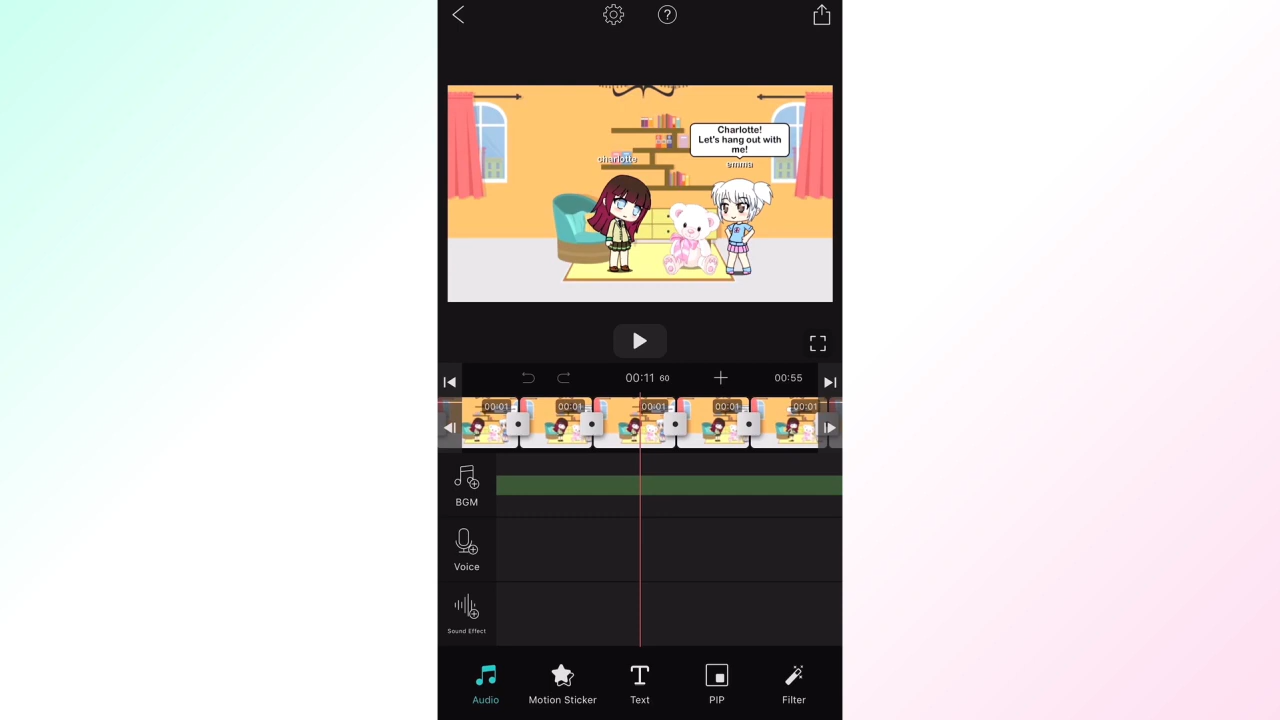 ?
Charlotte!
Let's hang out with
me!
charlotte
emma
00:11 60
00:55
00:01
00:01
00:01
00:01
00:01
BGM
Voice
Sound Effect
Audio
Motion Sticker
Text
PIP
Filter